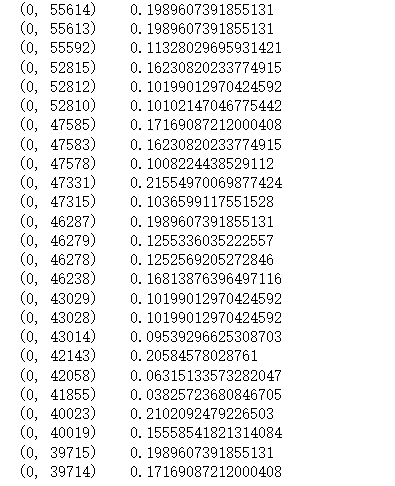 (0, 55614) 0.1989607391855131
(0, 55613) 0.1989607391855131
(0, 55592) 0.11328029695931421
(0, 52815) 0.16230820233774915
(0, 52812) 0.10199012970424592
(0, 52810) 0.10102147046775442
(0, 47585) 0.17169087212000408
(0, 47583) 0.16230820233774915
(0, 47578) 0.1008224438529112
(0, 47331) 0.21554970069877424
(0, 47315) 0.1036599117551528
(0, 46287) 0.1989607391855131
(0, 46279) 0.1255336035222557
(0, 46278) 0.1252569205272846
(0, 46238) 0.16813876396497116
(0, 43029) 0.10199012970424592
(0, 43028) 0.10199012970424592
(0, 43014) 0.09539296625308703
(0, 42143) 0.20584578028761
(0, 42058) 0.06315133573282047
(0, 41855) 0.03825723680846705
(0, 40023) 0.2102092479226503
(0, 40019) 0.15558541821314084
(0, 39715) 0.1989607391855131
(0, 39714) 0.17169087212000408